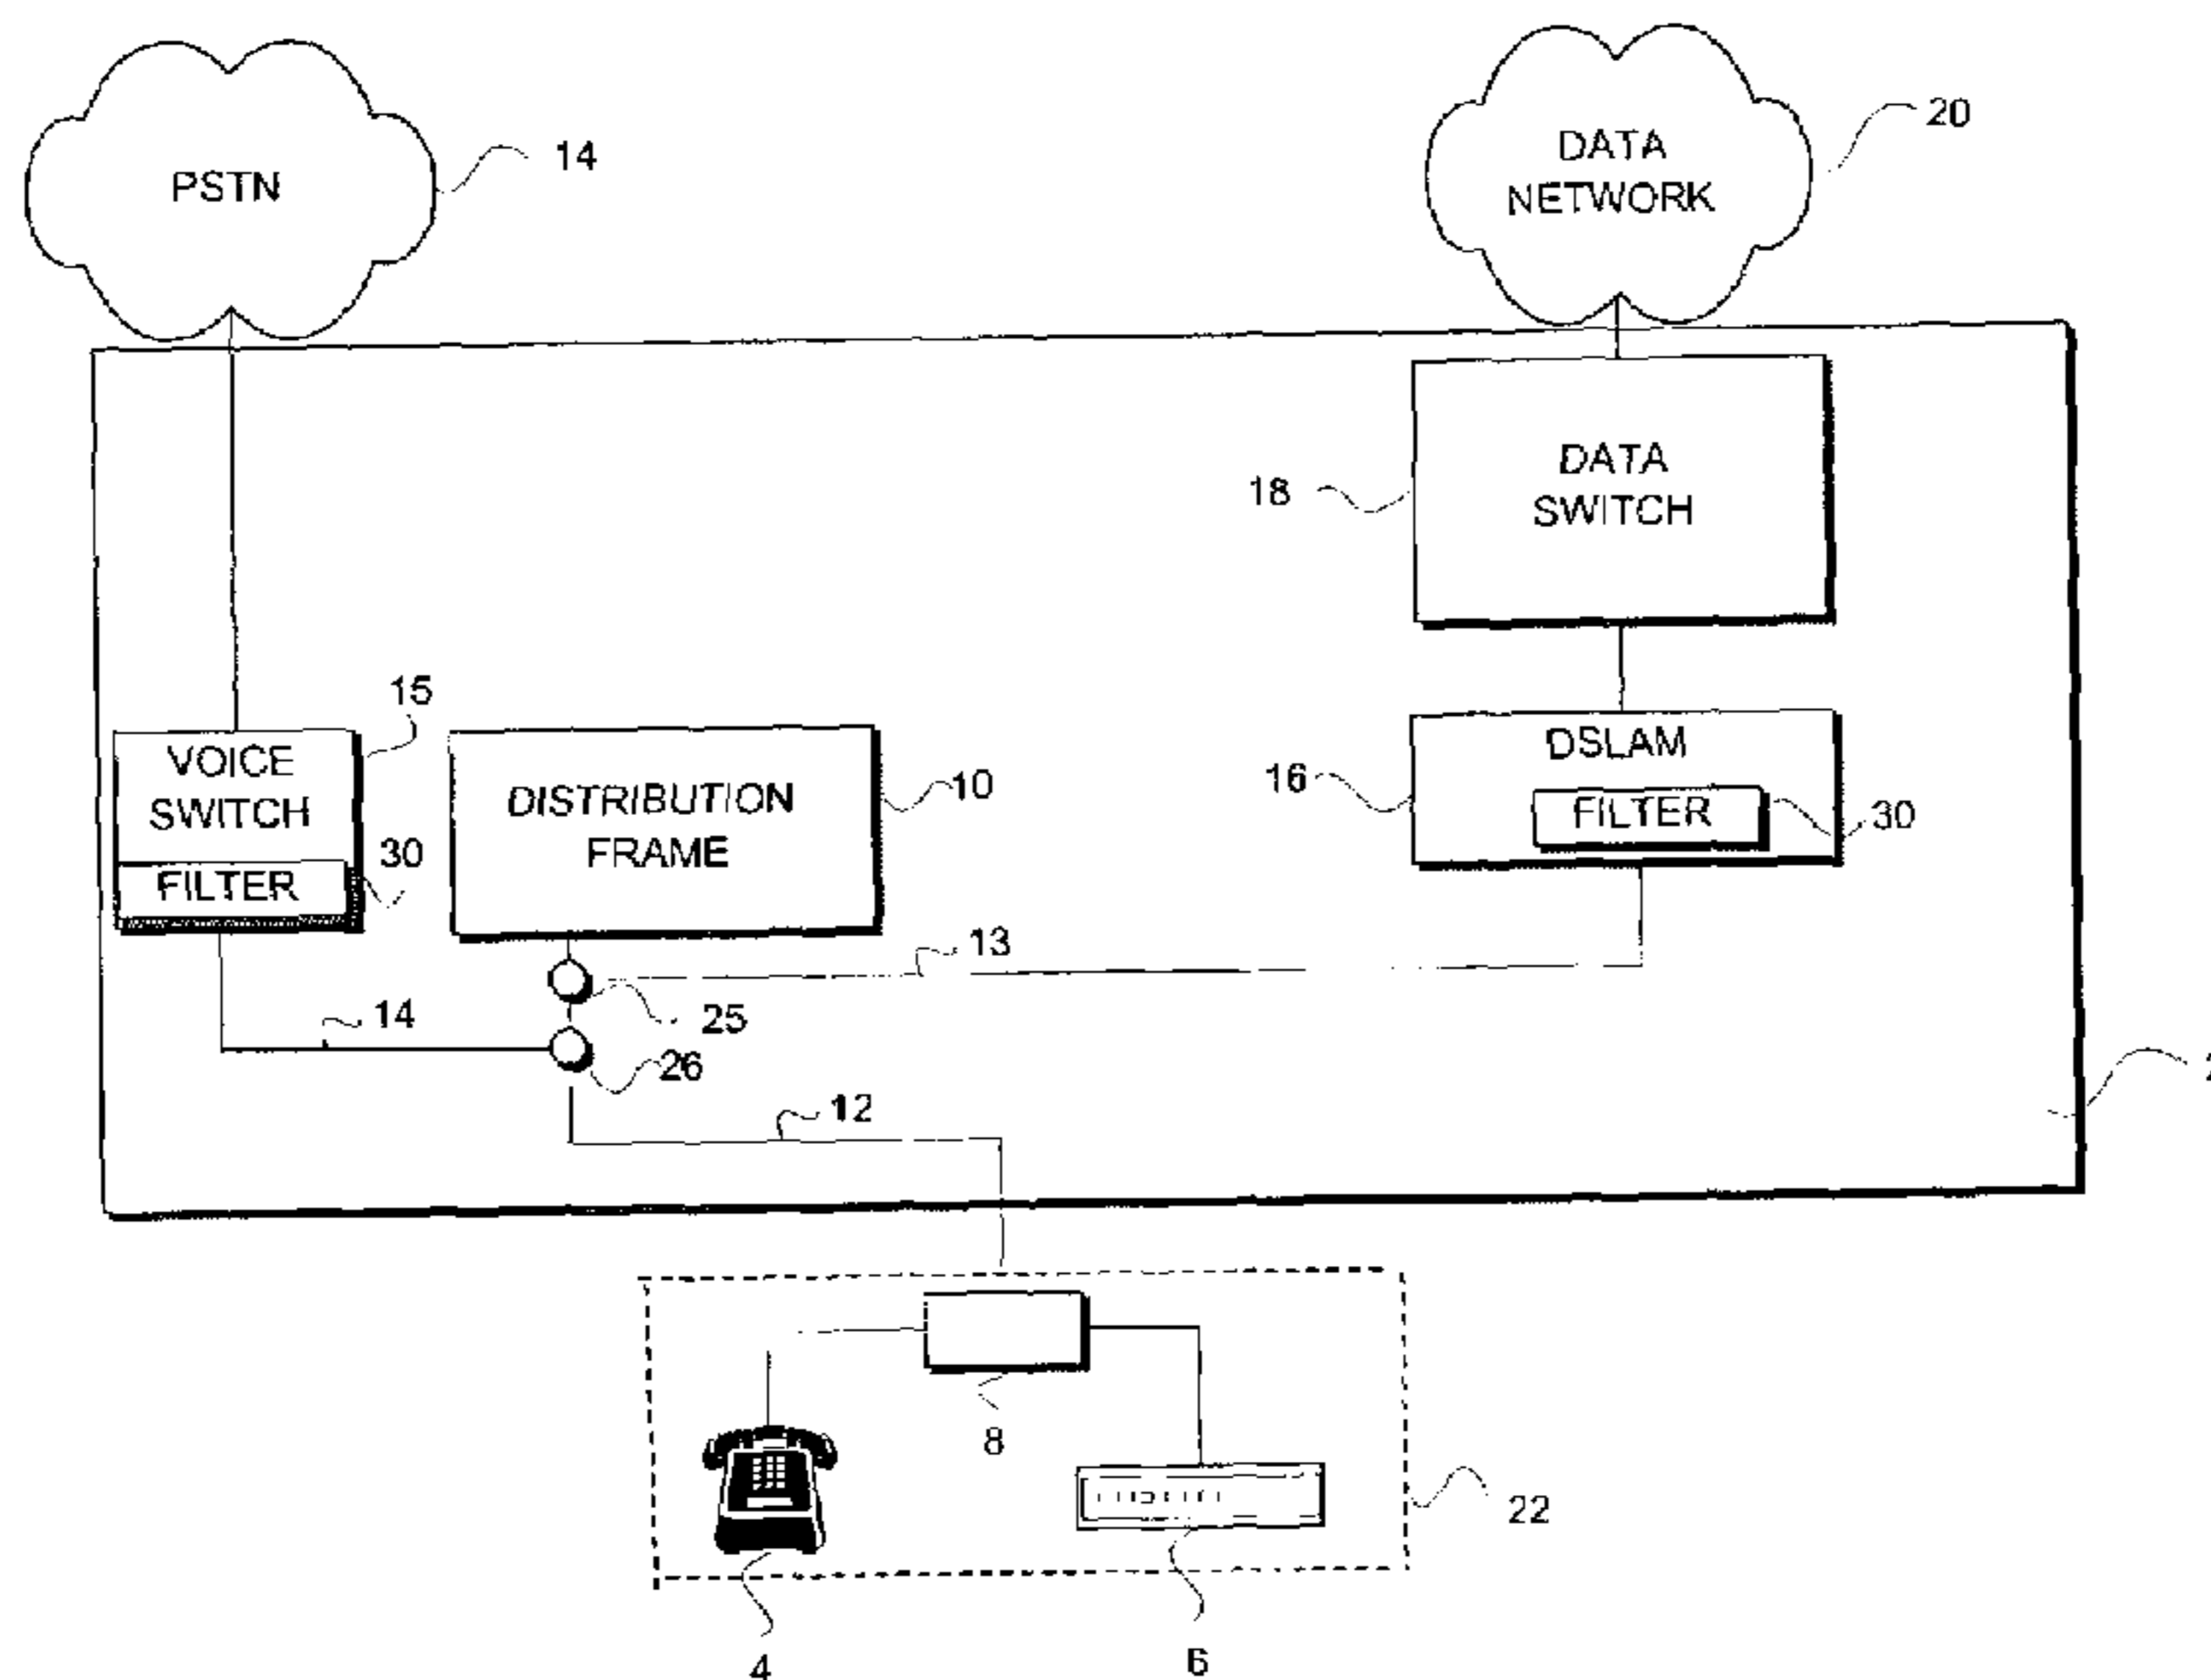 PSTN
14
DATA
NETWORK
20
DATA
SWITCH
18
15
VOICE
SWITCH
FILTER
30
DISTRIBUTION
FRAME
10
DSLAM
FILTER
16
30
13
25
14
26
12
8
22
4
6